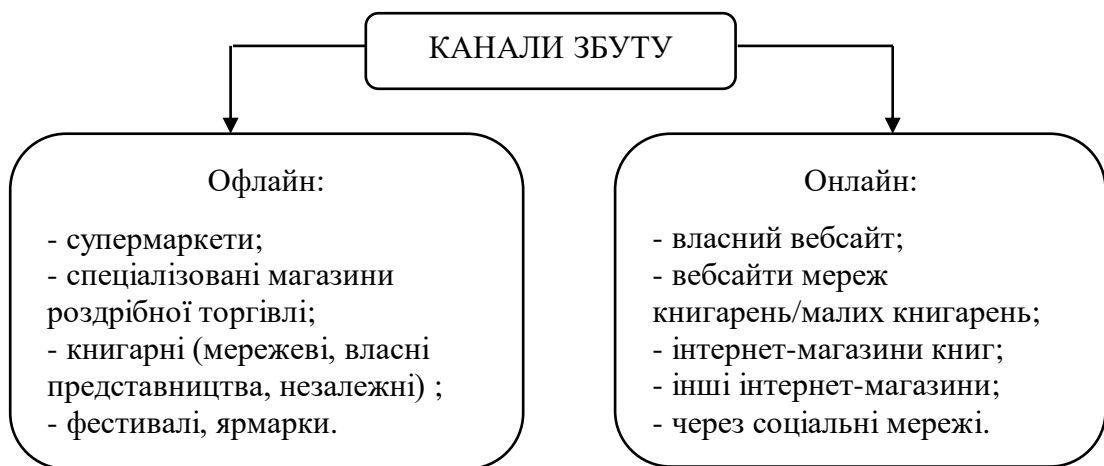 КАНАЛИ ЗБУТУ
Офлайн:
- супермаркети;
- спеціалізовані магазини
роздрібної торгівлі;
- книгарні (мережеві, власні
представництва, незалежні) ;
- фестивалі, ярмарки.
Онлайн:
- власний вебсайт;
- вебсайти мереж
книгарень/малих книгарень;
- інтернет-магазини книг;
- інші інтернет-магазини;
- через соціальні мережі.